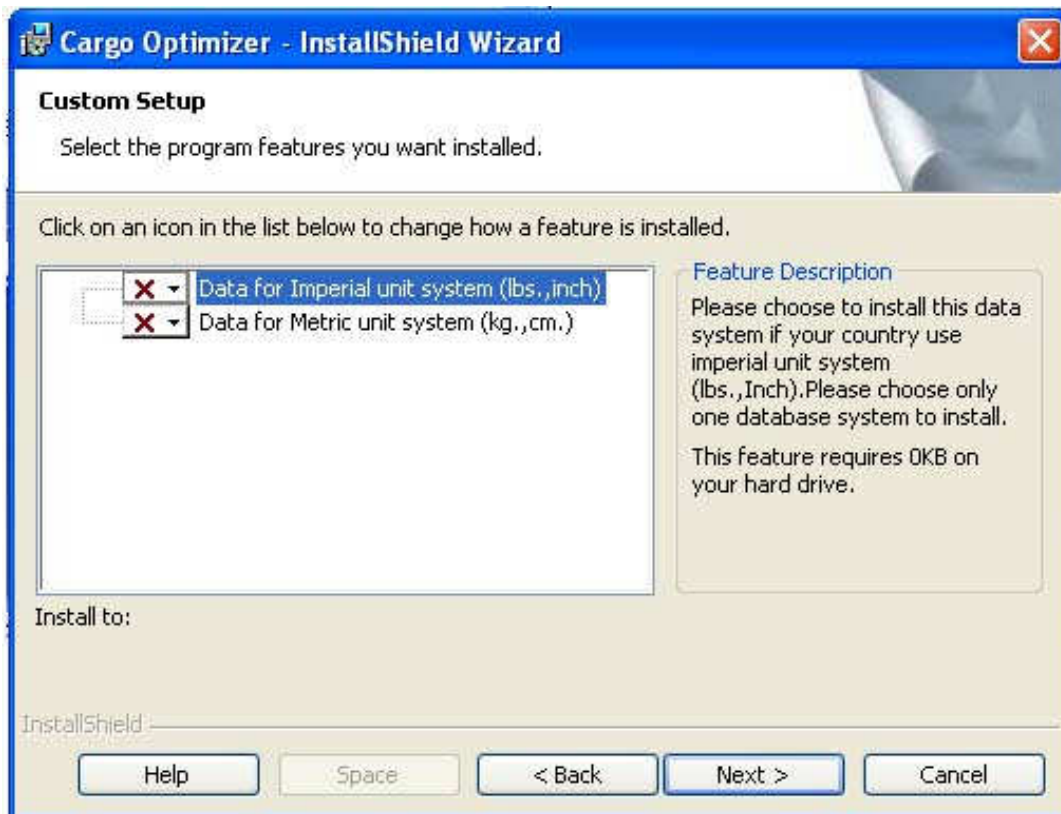 Cargo Optimizer - InstallShield Wizard
Custom Setup
Select the program features you want installed.
Click on an icon in the list below to change how a feature is installed.
Data for Imperial unit system (lbs.,inch)
Data for Metric unit system (kg.,cm.)
Feature Description
Please choose to install this data
system if your country use
imperial unit system
(lbs.,Inch).Please choose only
one database system to install.
This feature requires 0KB on
your hard drive.
Install to:
InstallShield
Help
Space
< Back
Next >
Cancel